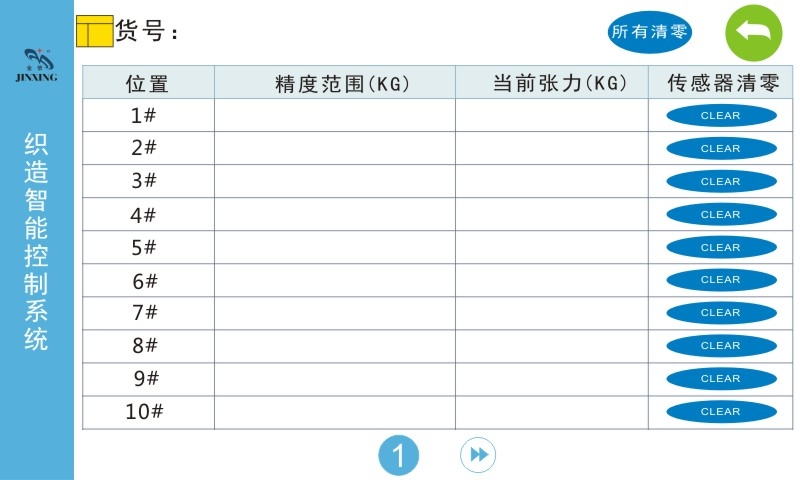 货号：
所有清零
金 信
JINXING
织造智能控制系统
位置 精度范围(KG) 当前张力(KG) 传感器清零
1# CLEAR
2# CLEAR
3# CLEAR
4# CLEAR
5# CLEAR
6# CLEAR
7# CLEAR
8# CLEAR
9# CLEAR
10# CLEAR
1